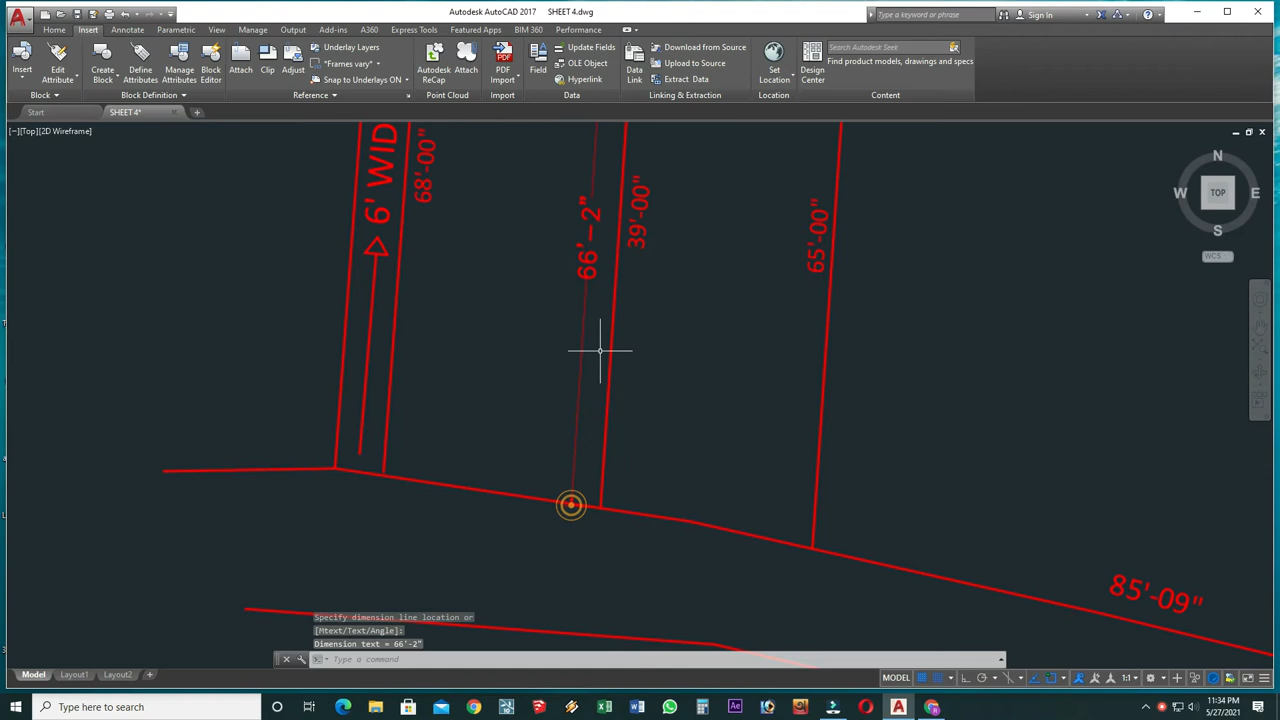 Autodesk AutoCAD 2017 SHEET 4.dwg
Type a keyword or phrase
Sign In
Home Insert Annotate Parametric View Manage Output Add-ins A360 Express Tools Featured Apps BIM 360 Performance
Insert
Edit Attribute
Create Block
Define Attributes
Manage Attributes
Block Editor
Attach
Clip
Adjust
Underlay Layers
*Frames vary*
Snap to Underlays ON
Autodesk ReCap
Attach
PDF Import
Field
Update Fields
OLE Object
Hyperlink
Data Link
Download from Source
Upload to Source
Extract Data
Set Location
Design Center
Search Autodesk Seek
Find product models, drawings and specs
Block Block Definition Reference Point Cloud Import Data Linking & Extraction Location Content
Start SHEET 4*
[−][Top][2D Wireframe]
6' WID
68'-00"
66'-2"
39'-00"
65'-00"
85'-09"
N
W TOP E
S
WCS
Specify dimension line location or
[Mtext/Text/Angle]:
Dimension text = 66'-2"
Type a command
Model Layout1 Layout2
MODEL 1:1
Type here to search
11:34 PM
5/27/2021